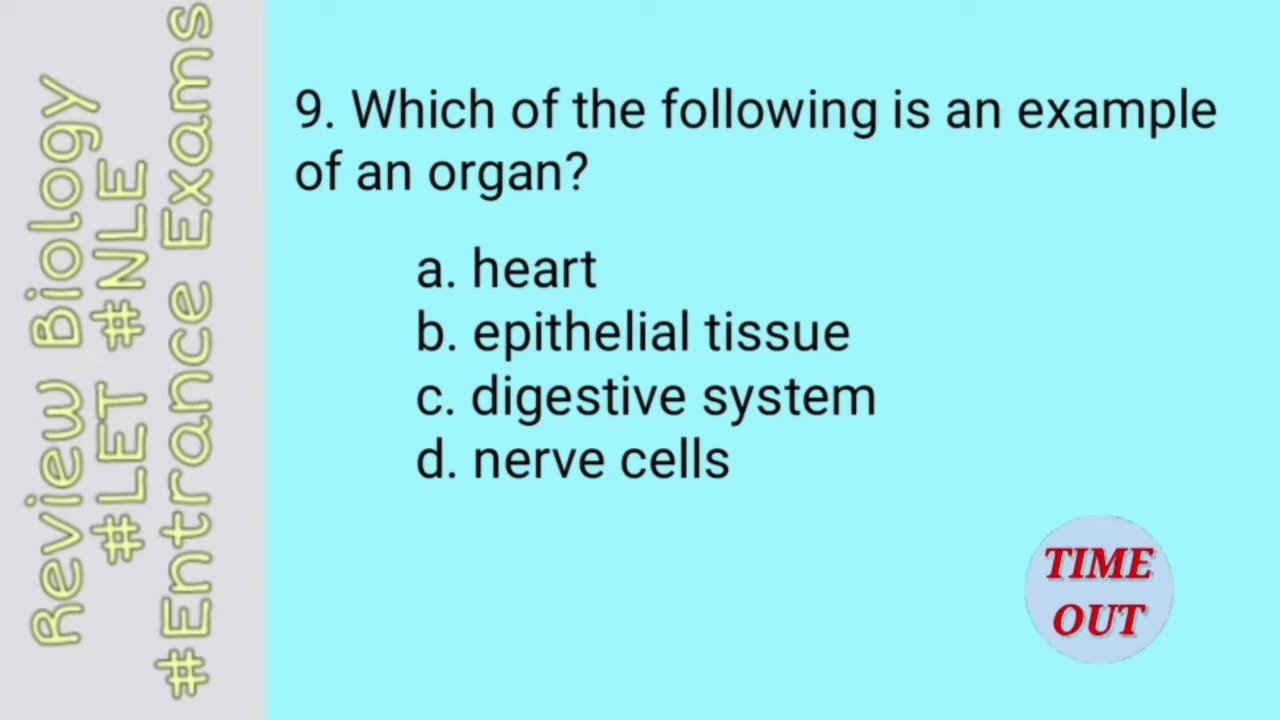 Review Biology
#LET #NLE
#Entrance Exams
9. Which of the following is an example
of an organ?
a. heart
b. epithelial tissue
c. digestive system
d. nerve cells
TIME
OUT